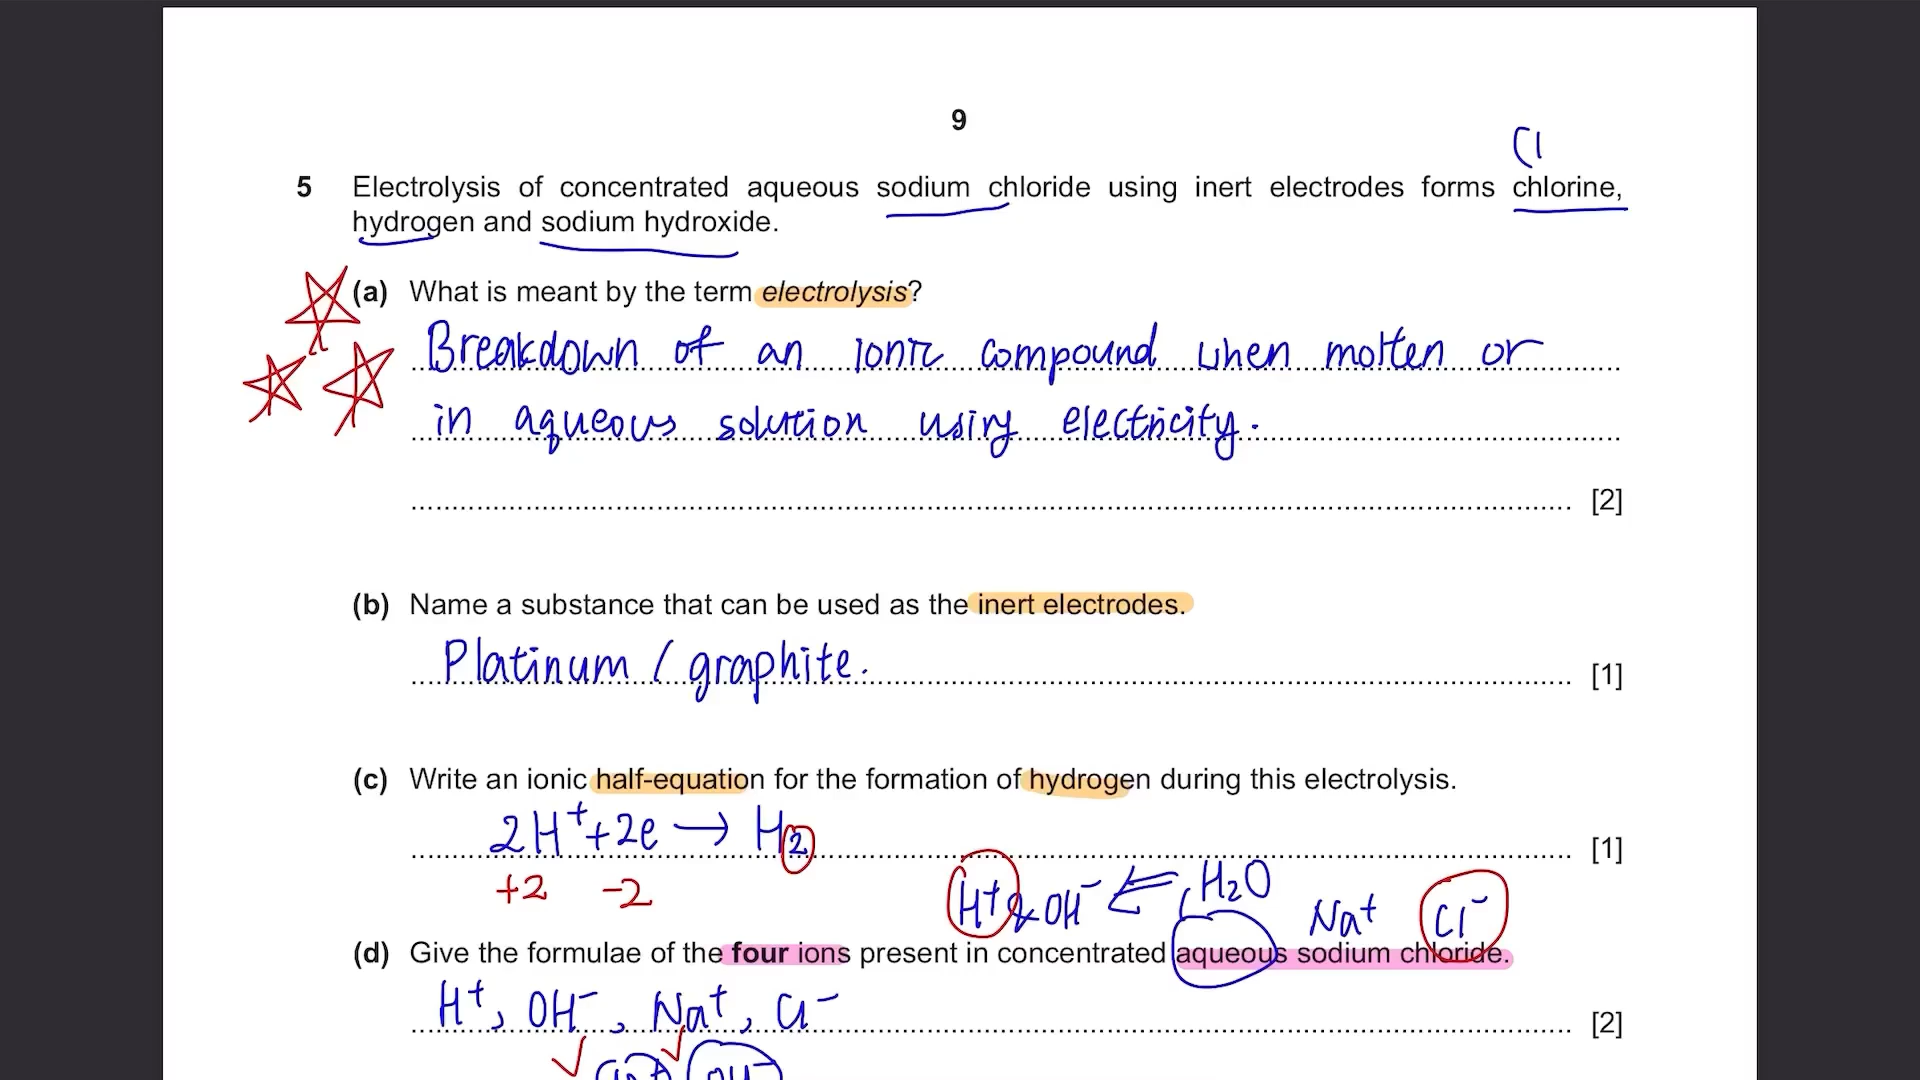 9
Cl
5 Electrolysis of concentrated aqueous sodium chloride using inert electrodes forms chlorine,
hydrogen and sodium hydroxide.
(a) What is meant by the term electrolysis?
Breakdown of an ionic compound when molten or
in aqueous solution using electricity.
[2]
(b) Name a substance that can be used as the inert electrodes.
Platinum / graphite.
[1]
(c) Write an ionic half-equation for the formation of hydrogen during this electrolysis.
2H⁺+2e → H₂
[1]
+2 -2
H⁺ & OH⁻ ⇐ H₂O Na⁺ Cl⁻
(d) Give the formulae of the four ions present in concentrated aqueous sodium chloride.
H⁺, OH⁻, Na⁺, Cl⁻
[2]